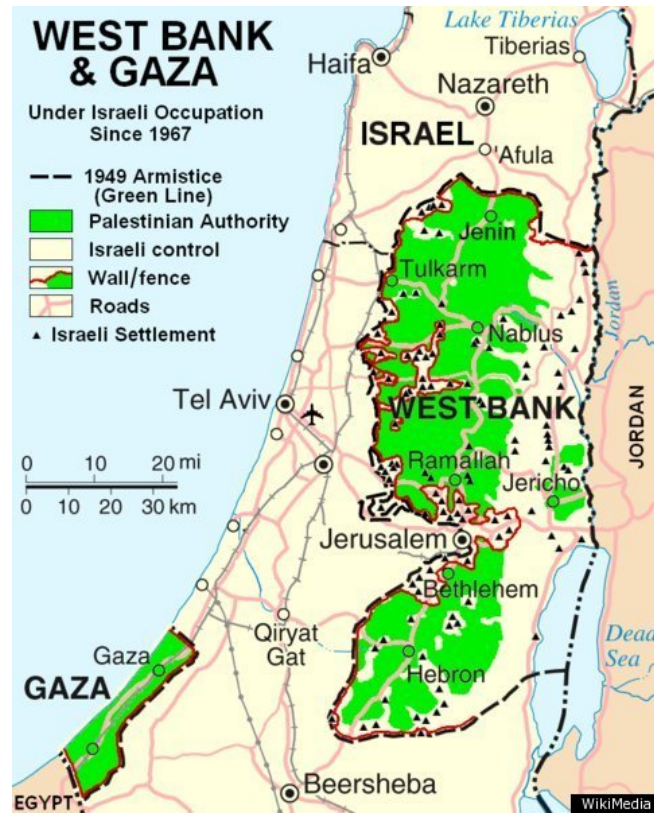 WEST BANK
& GAZA
Under Israeli Occupation
Since 1967
1949 Armistice
(Green Line)
Palestinian Authority
Israeli control
Wall/fence
Roads
Israeli Settlement
Lake Tiberias
Tiberias
Haifa
Nazareth
ISRAEL
'Afula
Jenin
Tulkarm
Nablus
Jordan
Tel Aviv
WEST BANK
JORDAN
0 10 20 mi
0 10 20 30 km
Ramallah
Jericho
Jerusalem
Bethlehem
Qiryat
Gat
Dead
Sea
Gaza
GAZA
Hebron
Beersheba
EGYPT
WikiMedia